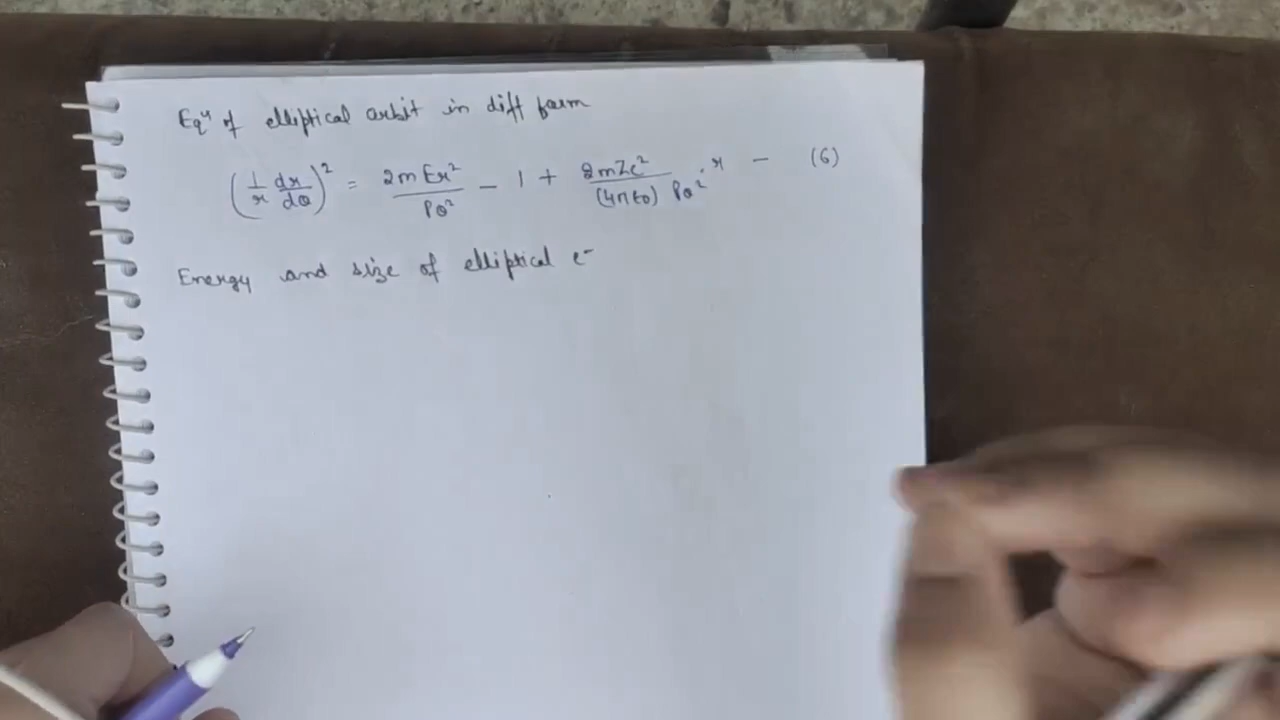 Eqⁿ of elliptical orbit in diff form
(1/r dr/dθ)² = 2mEr²/Pθ² - 1 + 2mZe²/(4πε0) Pθ² · r - (6)
Energy and size of elliptical e⁻